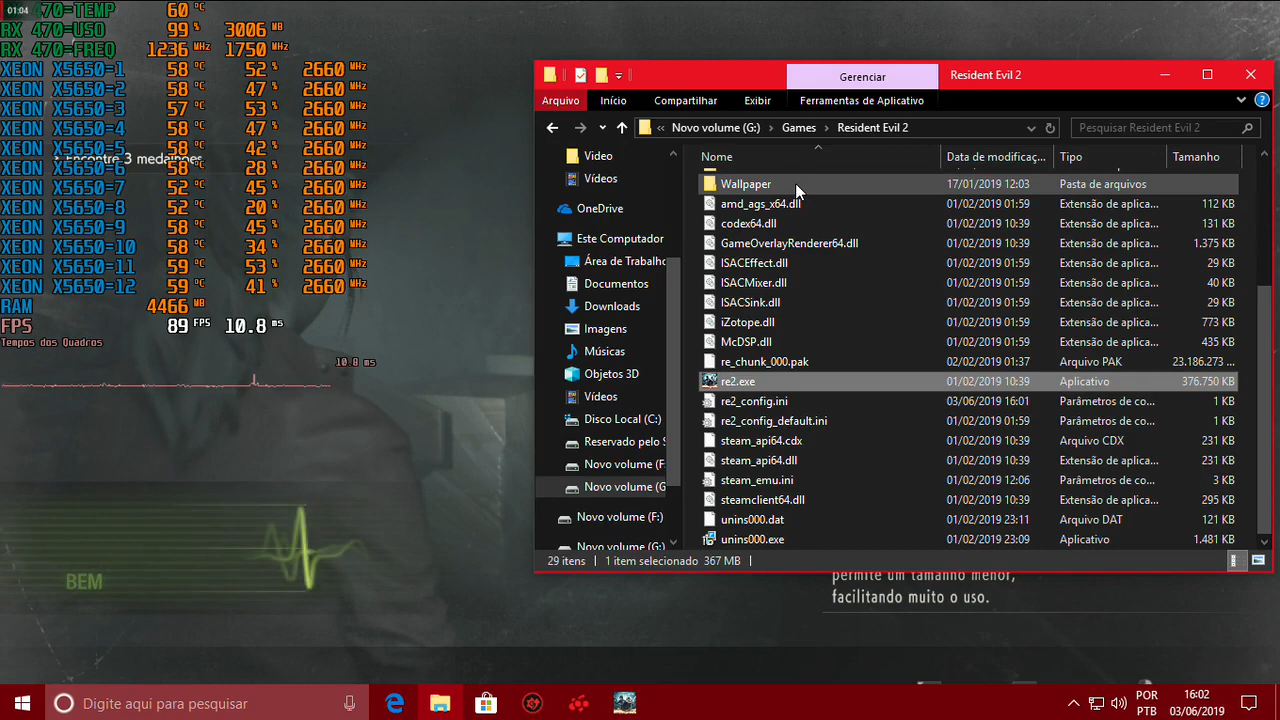 01:04
470=TEMP 60 °C
RX 470=USO 99 % 3006 MB
RX 470=FREQ 1236 MHz 1750 MHz
XEON X5650=1 58 °C 52 % 2660 MHz
XEON X5650=2 58 °C 47 % 2660 MHz
XEON X5650=3 57 °C 53 % 2660 MHz
XEON X5650=4 58 °C 47 % 2660 MHz
XEON X5650=5 58 °C 42 % 2660 MHz
XEON X5650=6 58 °C 28 % 2660 MHz
XEON X5650=7 52 °C 45 % 2660 MHz
XEON X5650=8 52 °C 20 % 2660 MHz
XEON X5650=9 58 °C 45 % 2660 MHz
XEON X5650=10 58 °C 34 % 2660 MHz
XEON X5650=11 59 °C 53 % 2660 MHz
XEON X5650=12 59 °C 41 % 2660 MHz
RAM 4466 MB
FPS 89 FPS 10.8 ms
Tempos dos Quadros
10.8 ms
Encontre 3 medalhões
BEM
Gerenciar
Resident Evil 2
Arquivo Início Compartilhar Exibir Ferramentas de Aplicativo
« Novo volume (G:) › Games › Resident Evil 2
Pesquisar Resident Evil 2
Video
Vídeos
OneDrive
Este Computador
Área de Trabalho
Documentos
Downloads
Imagens
Músicas
Objetos 3D
Vídeos
Disco Local (C:)
Reservado pelo S
Novo volume (F:
Novo volume (G
Novo volume (F:)
Novo volume (G:)
Nome Data de modificaç... Tipo Tamanho
Wallpaper 17/01/2019 12:03 Pasta de arquivos
amd_ags_x64.dll 01/02/2019 01:59 Extensão de aplica... 112 KB
codex64.dll 01/02/2019 10:39 Extensão de aplica... 131 KB
GameOverlayRenderer64.dll 01/02/2019 10:39 Extensão de aplica... 1.375 KB
ISACEffect.dll 01/02/2019 01:59 Extensão de aplica... 29 KB
ISACMixer.dll 01/02/2019 01:59 Extensão de aplica... 40 KB
ISACSink.dll 01/02/2019 01:59 Extensão de aplica... 29 KB
iZotope.dll 01/02/2019 01:59 Extensão de aplica... 773 KB
McDSP.dll 01/02/2019 01:59 Extensão de aplica... 435 KB
re_chunk_000.pak 02/02/2019 01:37 Arquivo PAK 23.186.273 ...
re2.exe 01/02/2019 10:39 Aplicativo 376.750 KB
re2_config.ini 03/06/2019 16:01 Parâmetros de co... 1 KB
re2_config_default.ini 01/02/2019 01:59 Parâmetros de co... 1 KB
steam_api64.cdx 01/02/2019 10:39 Arquivo CDX 231 KB
steam_api64.dll 01/02/2019 10:39 Extensão de aplica... 231 KB
steam_emu.ini 01/02/2019 12:06 Parâmetros de co... 3 KB
steamclient64.dll 01/02/2019 10:39 Extensão de aplica... 295 KB
unins000.dat 01/02/2019 23:11 Arquivo DAT 121 KB
unins000.exe 01/02/2019 23:09 Aplicativo 1.481 KB
29 itens 1 item selecionado 367 MB
permite um tamanho menor,
facilitando muito o uso.
Digite aqui para pesquisar
POR
PTB
16:02
03/06/2019